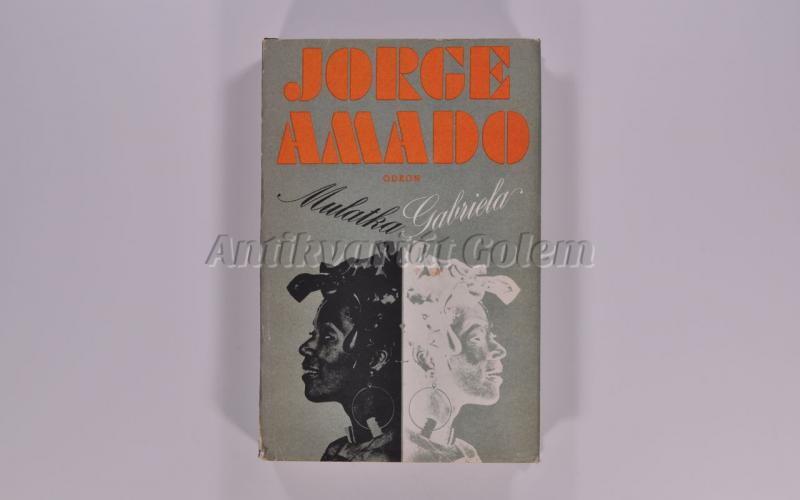 JORGE
AMADO
ODEON
Mulatka Gabriela
Antikvariát Golem